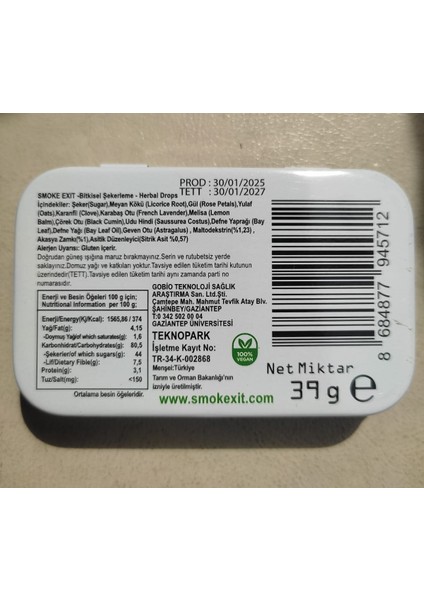 PROD : 30/01/2025
TETT : 30/01/2027
SMOKE EXIT -Bitkisel Şekerleme - Herbal Drops
İçindekiler: Şeker(Sugar),Meyan Kökü (Licorice Root),Gül (Rose Petals),Yulaf
(Oats),Karanfil (Clove),Karabaş Otu (French Lavender),Melisa (Lemon
Balm),Çörek Otu (Black Cumin),Udu Hindi (Saussurea Costus),Defne Yaprağı (Bay
Leaf),Defne Yağı (Bay Leaf Oil),Geven Otu (Astragalus) , Maltodekstrin(%1,23) ,
Akasya Zamkı(%1),Asitlik Düzenleyici(Sitrik Asit %0,57)
Alerjen Uyarısı: Gluten içerir.
Doğrudan güneş ışığına maruz bırakmayınız.Serin ve rutubetsiz yerde
saklayınız.Domuz yağı ve katkıları yoktur.Tavsiye edilen tüketim tarihi kutunun
üzerindedir(TETT). Tavsiye edilen tüketim tarihi aynı zamanda parti
numarasıdır.
Enerji ve Besin Öğeleri 100 g için;
Nutritional Information per 100 g;
Enerji/Energy(Kj/Kcal: 1565,86 / 374
Yağ/Fat(g): 4,15
-Doymuş Yağ(of which saturates)(g): 1,6
Karbonhidrat/Carbohydrates(g): 80,5
-Şekerler(of which sugars) (g): 44
-Lif/Dietary Fibie(g): 7,5
Protein(g): 3,1
Tuz/Salt(mg): <150
Ortalama besin öğeleridir.
GOBİO TEKNOLOJİ SAĞLIK
ARAŞTIRMA San. Ltd.Şti.
Çamtepe Mah. Mahmut Tevfik Atay Blv.
ŞAHİNBEY/GAZİANTEP
T:0 342 502 00 04
GAZİANTEP ÜNİVERSİTESİ
TEKNOPARK
İşletme Kayıt No:
TR-34-K-002868
Menşei:Türkiye
Tarım ve Orman Bakanlığı'nın
izniyle üretilmiştir.
100%
VEGAN
www.smokexit.com
Net Miktar
39 g e
8 684877 945712